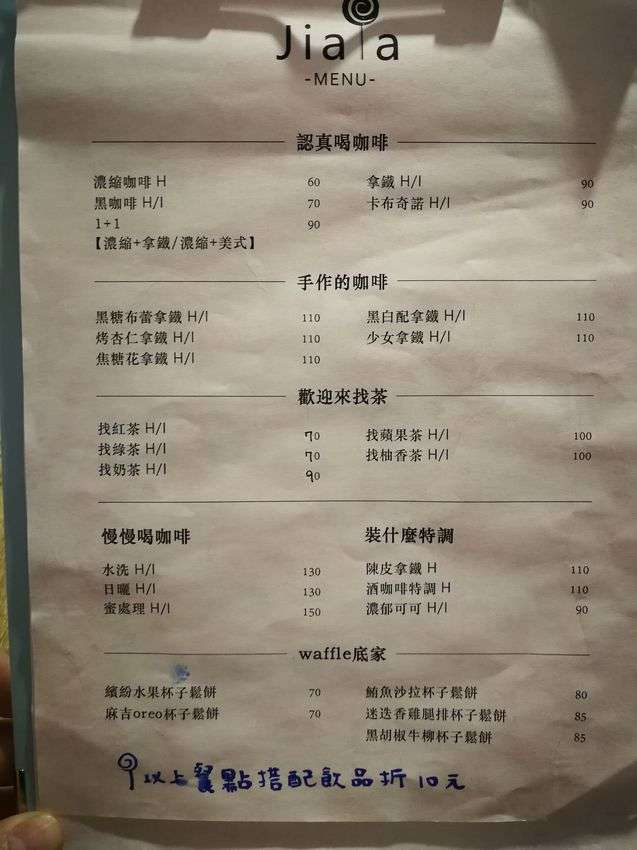 Jiala
-MENU-
認真喝咖啡
濃縮咖啡 H 60
黑咖啡 H/I 70
1+1 90
【濃縮+拿鐵/濃縮+美式】
拿鐵 H/I 90
卡布奇諾 H/I 90
手作的咖啡
黑糖布蕾拿鐵 H/I 110
烤杏仁拿鐵 H/I 110
焦糖花拿鐵 H/I 110
黑白配拿鐵 H/I 110
少女拿鐵 H/I 110
歡迎來找茶
找紅茶 H/I 70
找綠茶 H/I 70
找奶茶 H/I 90
找蘋果茶 H/I 100
找柚香茶 H/I 100
慢慢喝咖啡
水洗 H/I 130
日曬 H/I 130
蜜處理 H/I 150
裝什麼特調
陳皮拿鐵 H 110
酒咖啡特調 H 110
濃郁可可 H/I 90
waffle底家
繽紛水果杯子鬆餅 70
麻吉oreo杯子鬆餅 70
鮪魚沙拉杯子鬆餅 80
迷迭香雞腿排杯子鬆餅 85
黑胡椒牛柳杯子鬆餅 85
以上餐點搭配飲品折10元